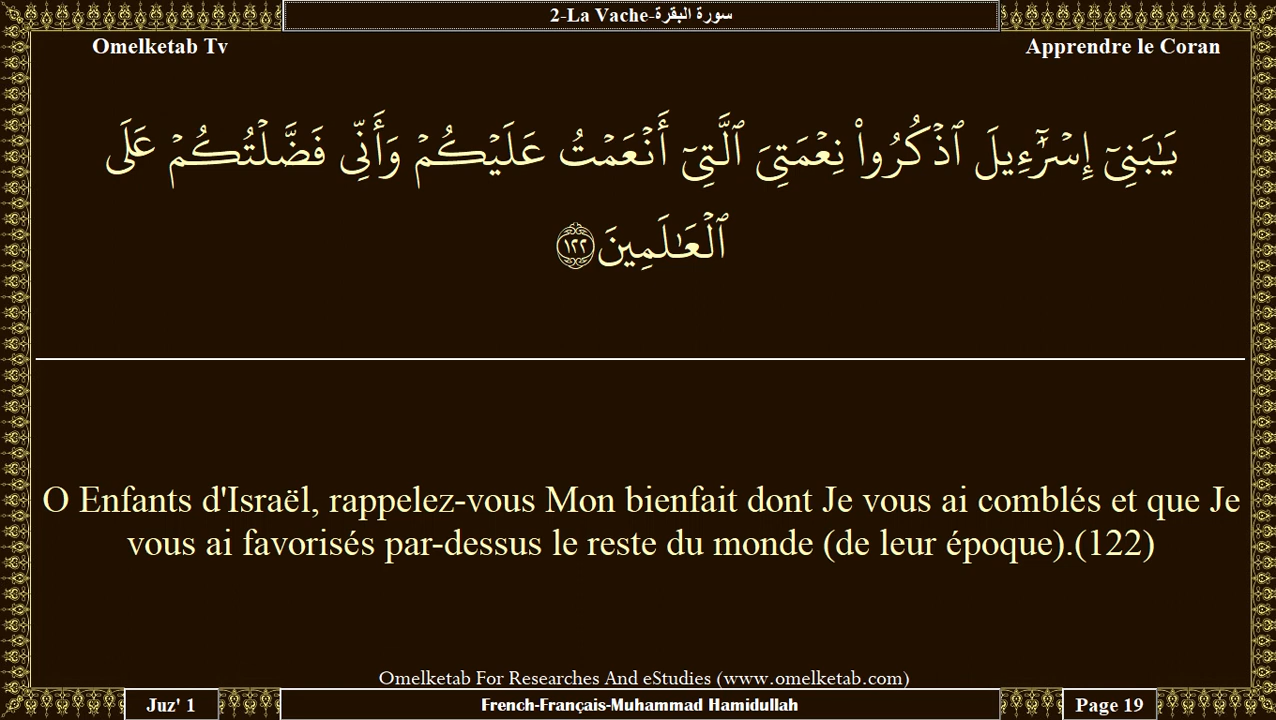 2-La Vache-سورة البقرة
Omelketab Tv
Apprendre le Coran
يَٰبَنِىٓ إِسْرَٰٓءِيلَ ٱذْكُرُوا۟ نِعْمَتِىَ ٱلَّتِىٓ أَنْعَمْتُ عَلَيْكُمْ وَأَنِّى فَضَّلْتُكُمْ عَلَى
ٱلْعَٰلَمِينَ ١٢٢
O Enfants d'Israël, rappelez-vous Mon bienfait dont Je vous ai comblés et que Je
vous ai favorisés par-dessus le reste du monde (de leur époque).(122)
Omelketab For Researches And eStudies (www.omelketab.com)
Juz' 1
French-Français-Muhammad Hamidullah
Page 19